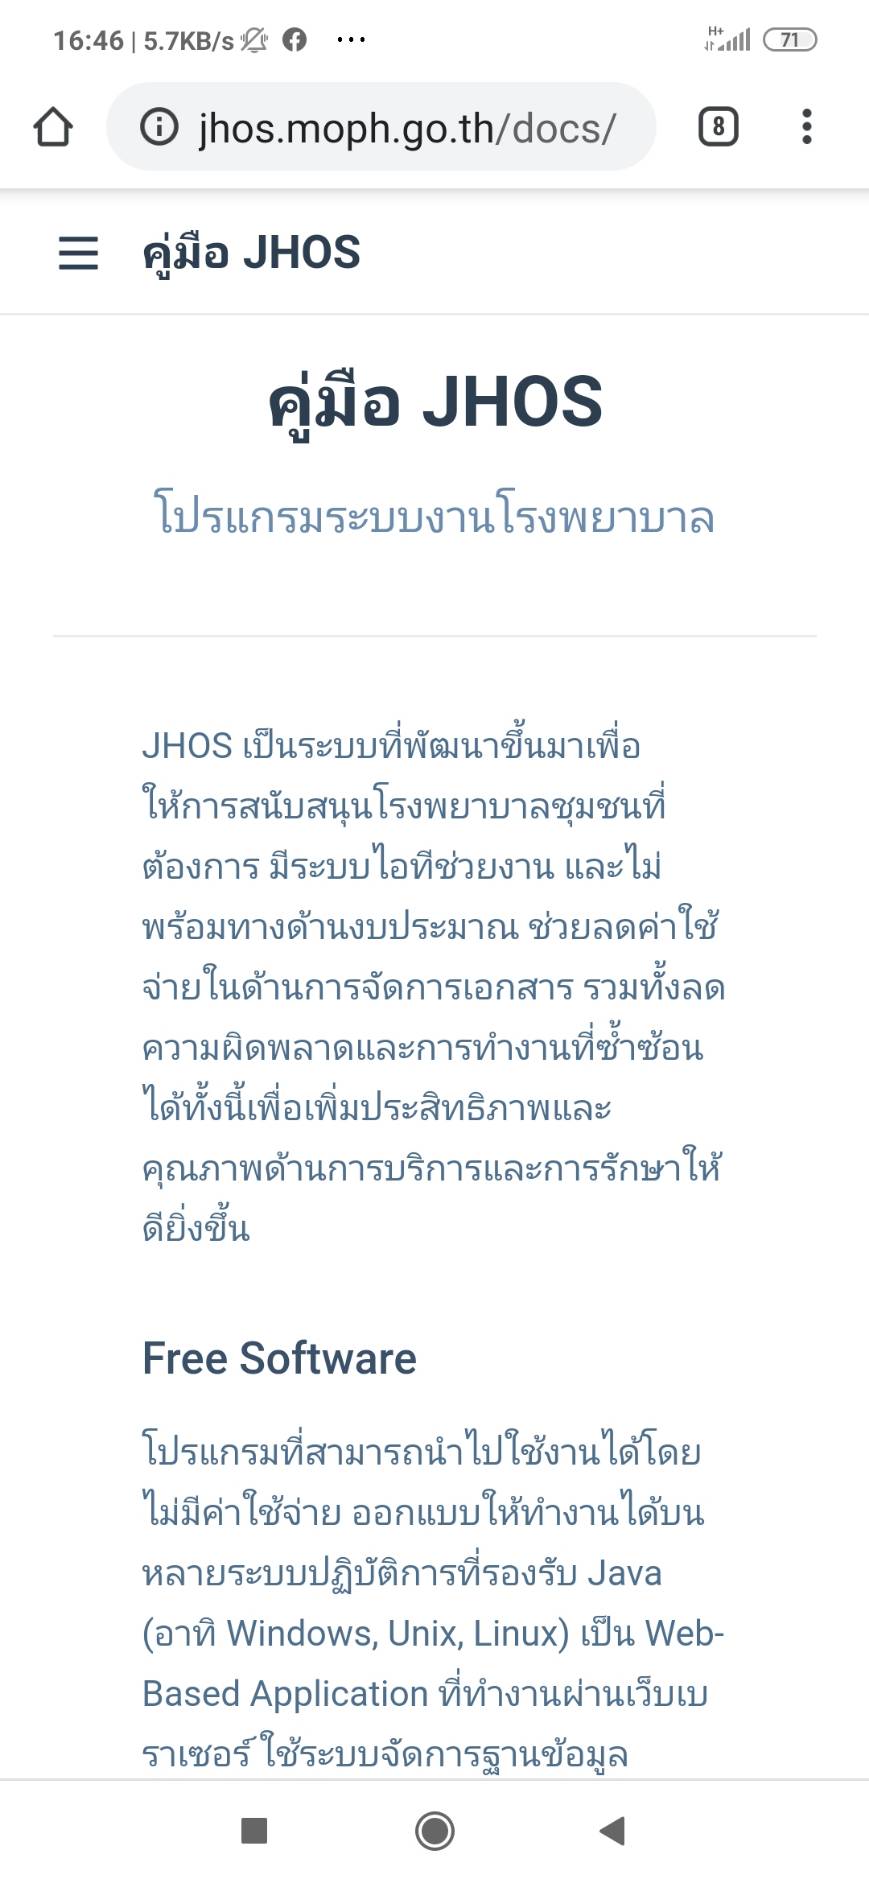 16:46 | 5.7KB/s ... H+ 71
jhos.moph.go.th/docs/ 8
คู่มือ JHOS
คู่มือ JHOS
โปรแกรมระบบงานโรงพยาบาล
JHOS เป็นระบบที่พัฒนาขึ้นมาเพื่อ
ให้การสนับสนุนโรงพยาบาลชุมชนที่
ต้องการ มีระบบไอทีช่วยงาน และไม่
พร้อมทางด้านงบประมาณ ช่วยลดค่าใช้
จ่ายในด้านการจัดการเอกสาร รวมทั้งลด
ความผิดพลาดและการทำงานที่ซ้ำซ้อน
ได้ทั้งนี้เพื่อเพิ่มประสิทธิภาพและ
คุณภาพด้านการบริการและการรักษาให้
ดียิ่งขึ้น
Free Software
โปรแกรมที่สามารถนำไปใช้งานได้โดย
ไม่มีค่าใช้จ่าย ออกแบบให้ทำงานได้บน
หลายระบบปฏิบัติการที่รองรับ Java
(อาทิ Windows, Unix, Linux) เป็น Web-
Based Application ที่ทำงานผ่านเว็บเบ
ราเซอร์ ใช้ระบบจัดการฐานข้อมูล